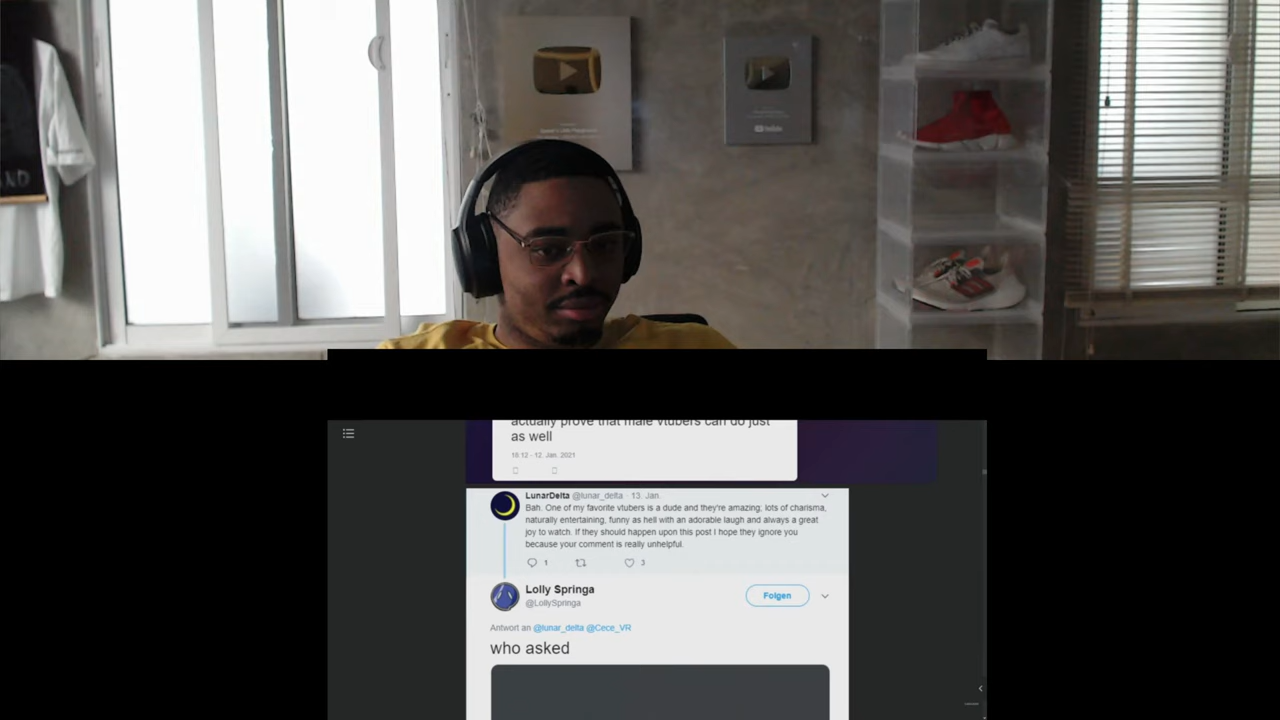 AND
YouTube
actually prove that male vtubers can do just
as well
18:12 - 12. Jan. 2021
LunarDelta @lunar_delta · 13. Jan.
Bah. One of my favorite vtubers is a dude and they're amazing; lots of charisma,
naturally entertaining, funny as hell with an adorable laugh and always a great
joy to watch. If they should happen upon this post I hope they ignore you
because your comment is really unhelpful.
1 3
Lolly Springa
@LollySpringa
Folgen
Antwort an @lunar_delta @Cece_VR
who asked